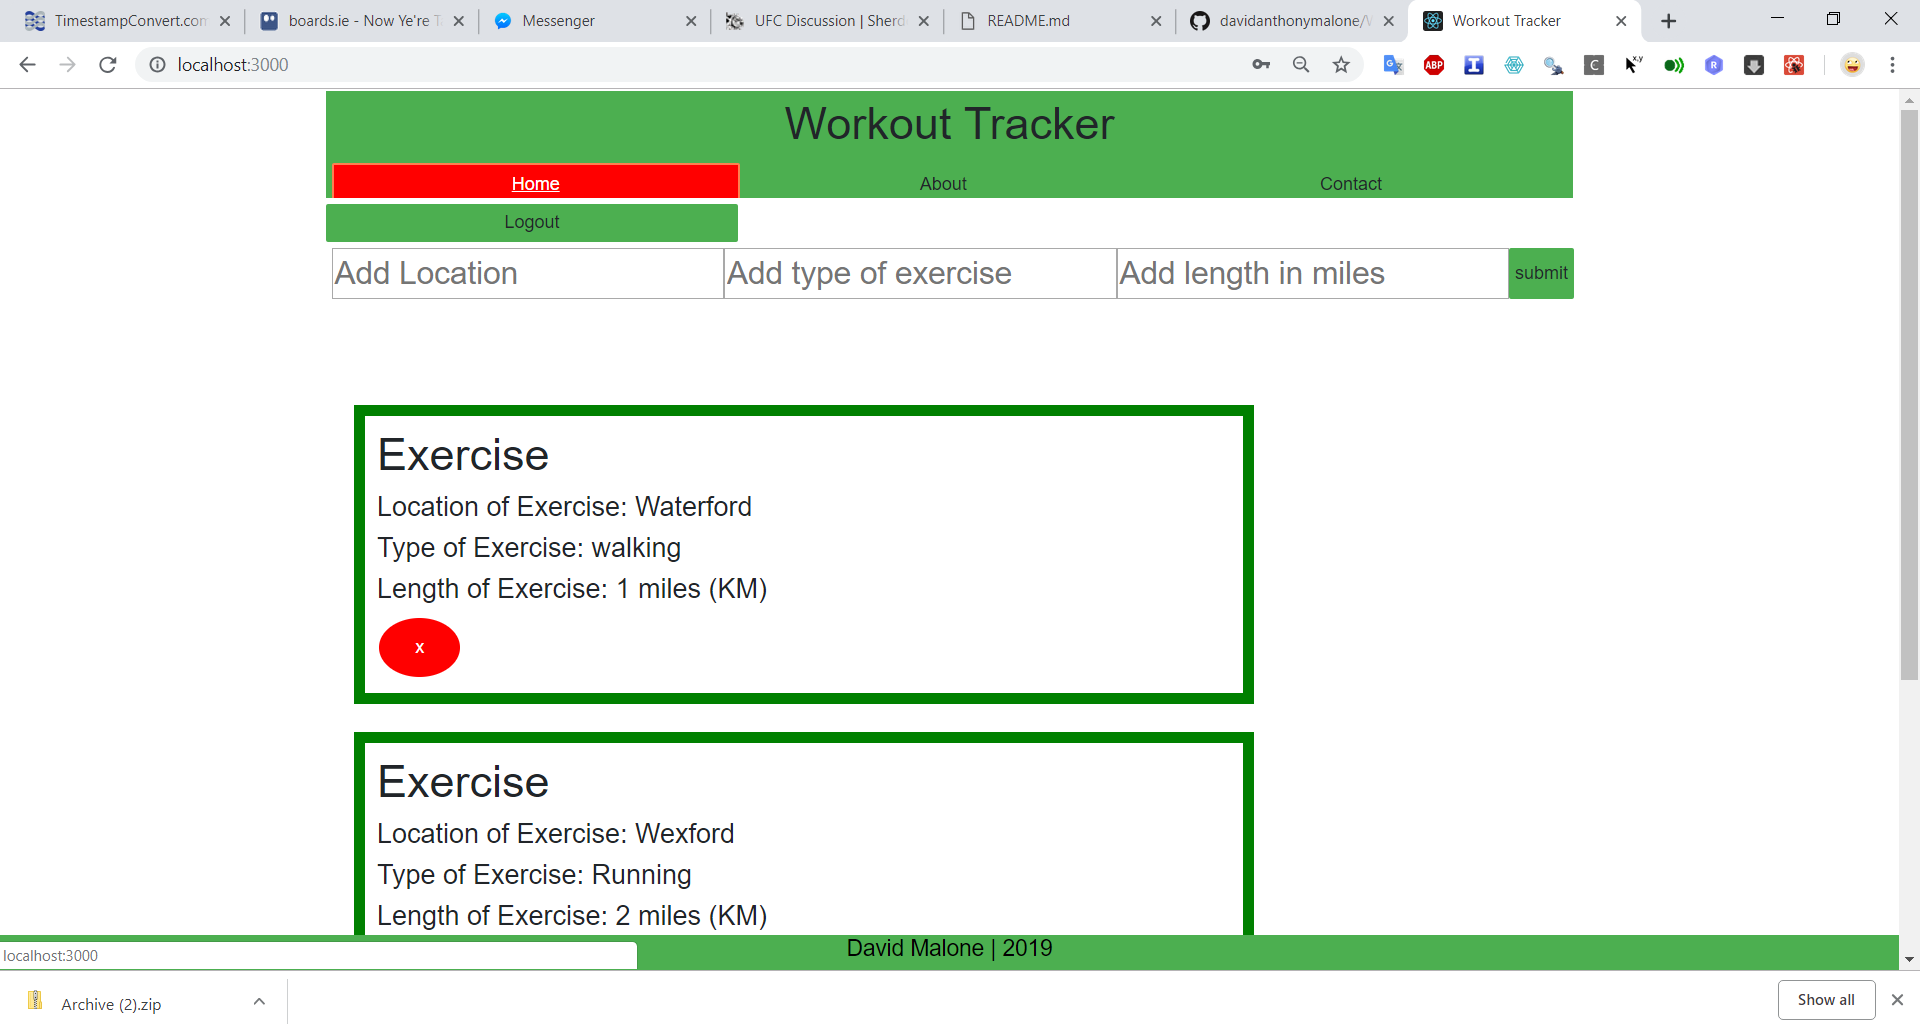 TimestampConvert.com
boards.ie - Now Ye're T
Messenger
UFC Discussion | Sherd
README.md
davidanthonymalone/W
Workout Tracker
localhost:3000
ABP
C
x,y
R
Workout Tracker
Home
About
Contact
Logout
Add Location
Add type of exercise
Add length in miles
submit
Exercise
Location of Exercise: Waterford
Type of Exercise: walking
Length of Exercise: 1 miles (KM)
x
Exercise
Location of Exercise: Wexford
Type of Exercise: Running
Length of Exercise: 2 miles (KM)
David Malone | 2019
localhost:3000
Archive (2).zip
Show all